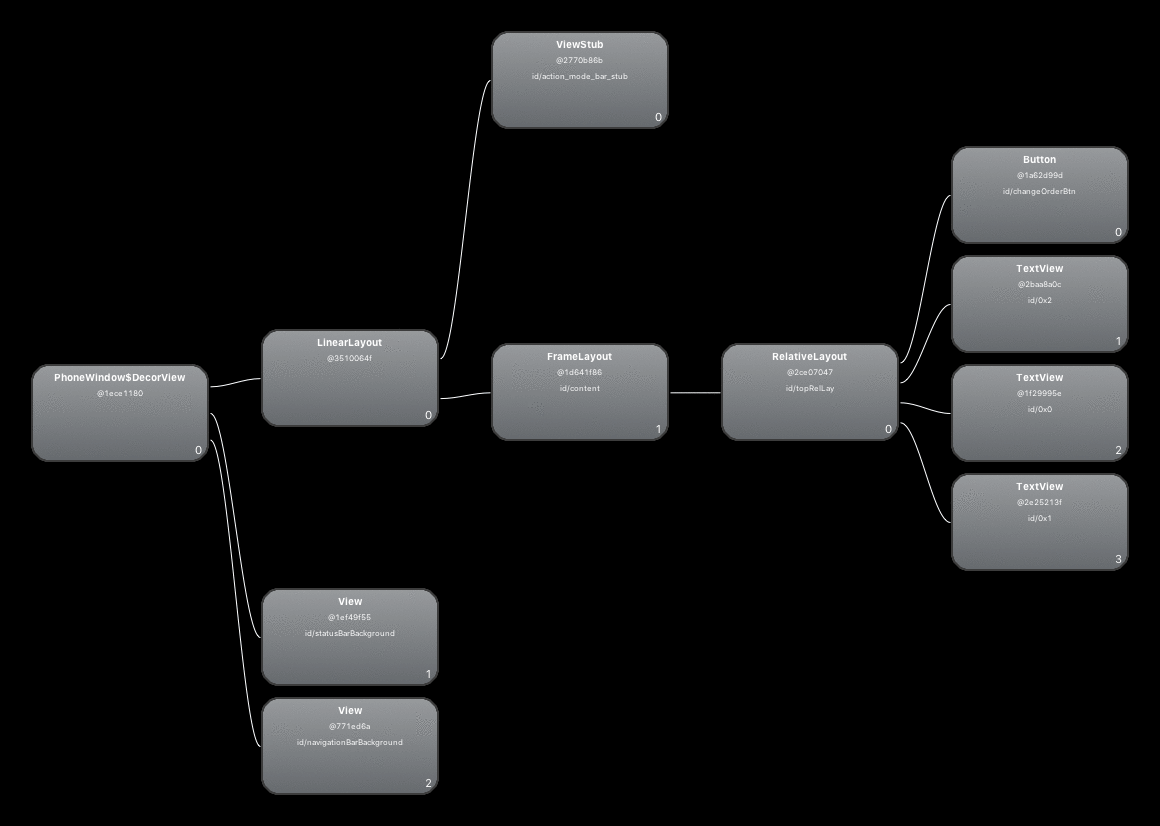 ViewStub
@2770b86b
id/action_mode_bar_stub
0
Button
@1a62d99d
id/changeOrderBtn
0
TextView
@2baa8a0c
id/0x2
1
LinearLayout
@3510064f
0
FrameLayout
@1d641f86
id/content
1
RelativeLayout
@2ce07047
id/topRelLay
0
PhoneWindow$DecorView
@1ece1180
0
TextView
@1f29995e
id/0x0
2
TextView
@2e25213f
id/0x1
3
View
@1ef49f55
id/statusBarBackground
1
View
@771ed6a
id/navigationBarBackground
2